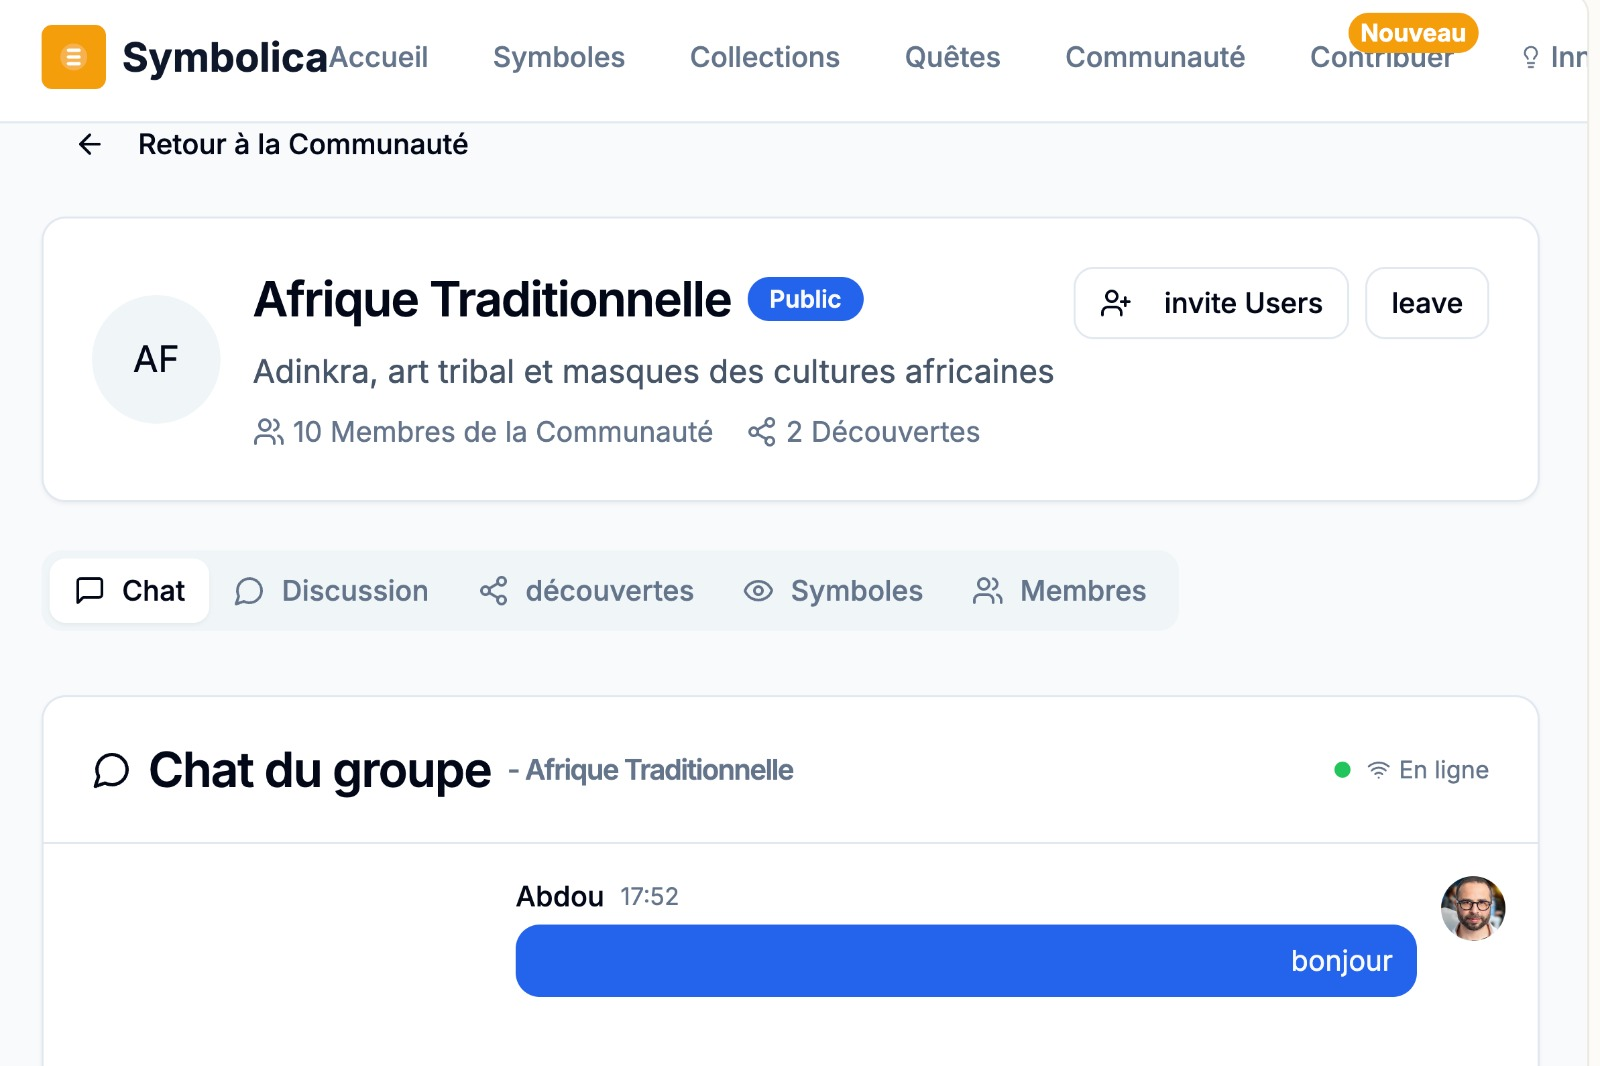 Symbolica Accueil Symboles Collections Quêtes Communauté Contribuer Nouveau Inn
Retour à la Communauté
AF
Afrique Traditionnelle Public
invite Users leave
Adinkra, art tribal et masques des cultures africaines
10 Membres de la Communauté 2 Découvertes
Chat Discussion découvertes Symboles Membres
Chat du groupe - Afrique Traditionnelle En ligne
Abdou 17:52
bonjour